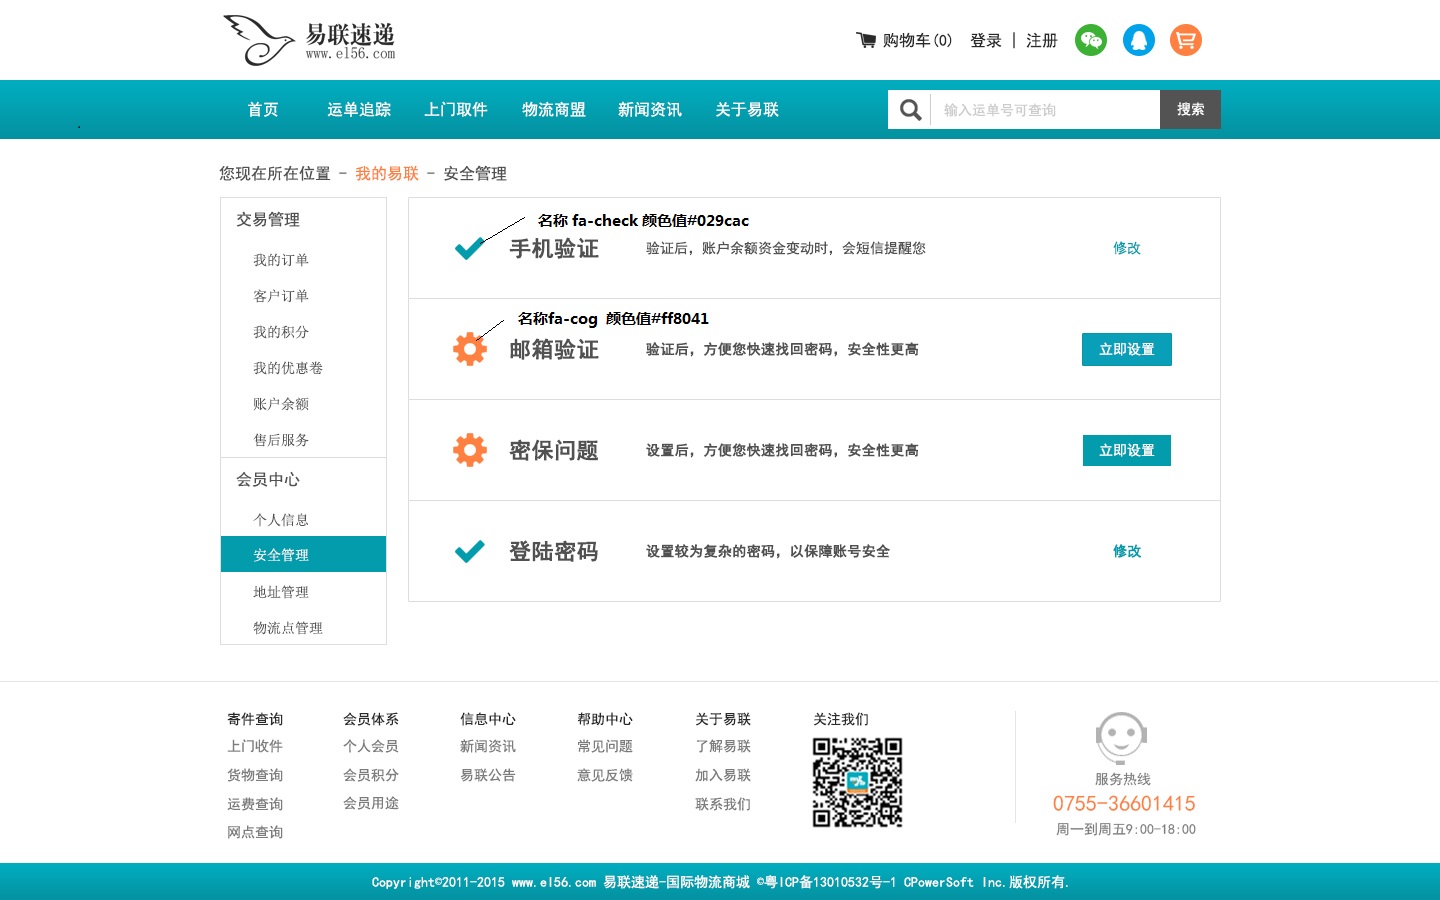 易联速递
www.el56.com
购物车(0) 登录 | 注册
首页 运单追踪 上门取件 物流商盟 新闻资讯 关于易联 输入运单号可查询 搜索
您现在所在位置 - 我的易联 - 安全管理
交易管理
我的订单
客户订单
我的积分
我的优惠卷
账户余额
售后服务
会员中心
个人信息
安全管理
地址管理
物流点管理
名称 fa-check 颜色值#029cac
手机验证 验证后，账户余额资金变动时，会短信提醒您 修改
名称fa-cog 颜色值#ff8041
邮箱验证 验证后，方便您快速找回密码，安全性更高 立即设置
密保问题 设置后，方便您快速找回密码，安全性更高 立即设置
登陆密码 设置较为复杂的密码，以保障账号安全 修改
寄件查询
上门收件
货物查询
运费查询
网点查询
会员体系
个人会员
会员积分
会员用途
信息中心
新闻资讯
易联公告
帮助中心
常见问题
意见反馈
关于易联
了解易联
加入易联
联系我们
关注我们
服务热线
0755-36601415
周一到周五9:00-18:00
Copyright©2011-2015 www.el56.com 易联速递-国际物流商城 ©粤ICP备13010532号-1 CPowerSoft Inc.版权所有.